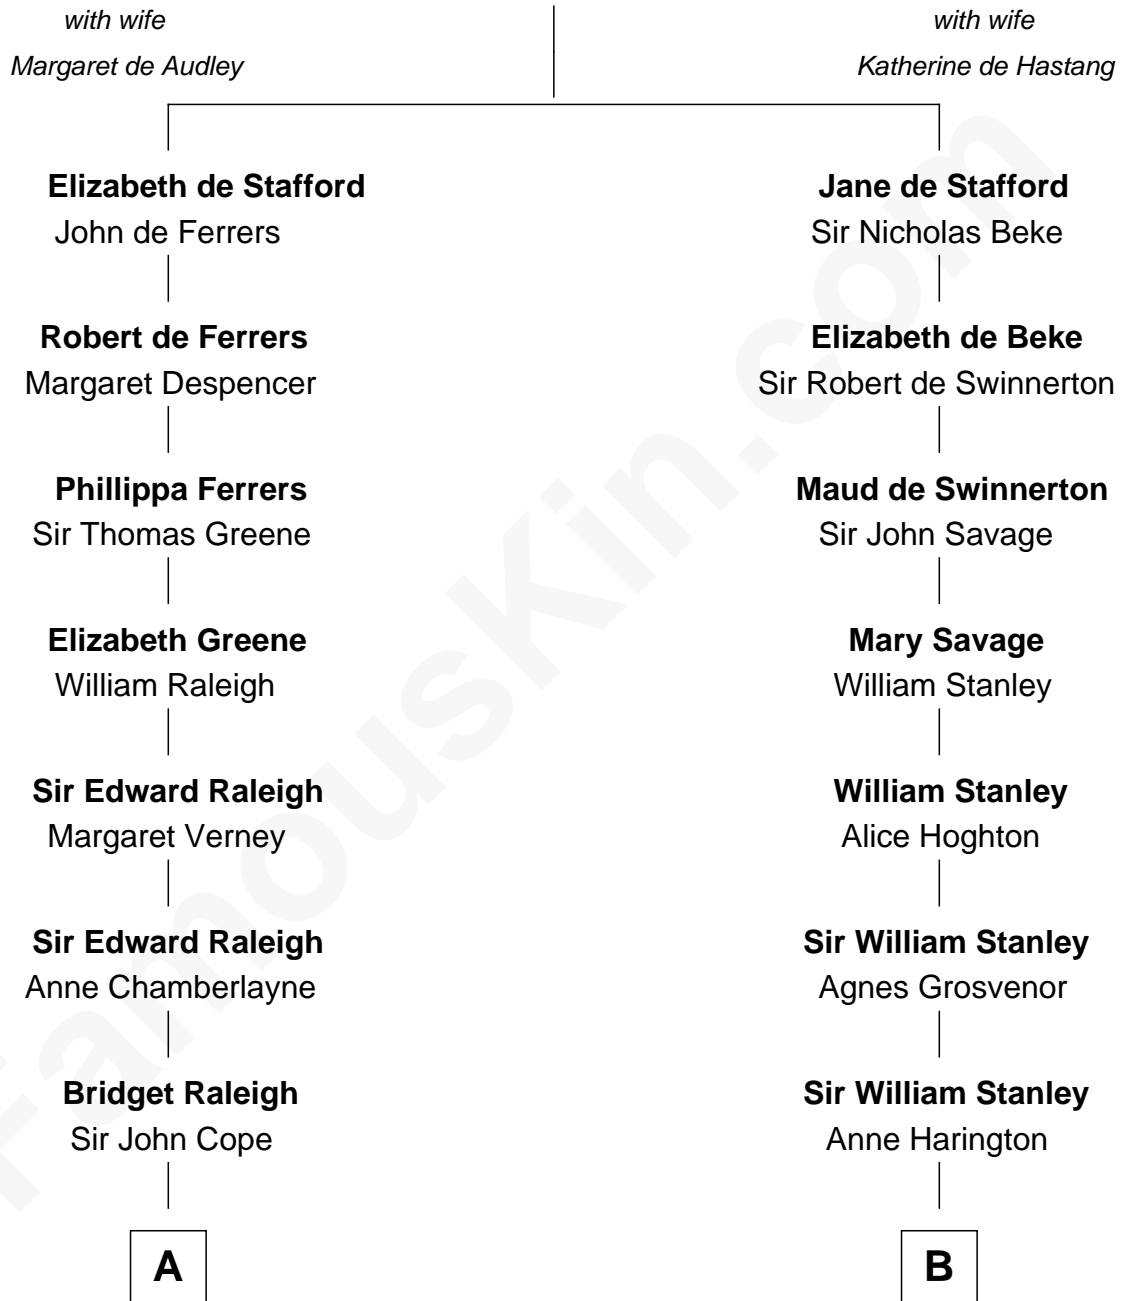 with wife
Margaret de Audley
with wife
Katherine de Hastang
Elizabeth de Stafford
John de Ferrers
Jane de Stafford
Sir Nicholas Beke
Robert de Ferrers
Margaret Despencer
Elizabeth de Beke
Sir Robert de Swinnerton
Phillippa Ferrers
Sir Thomas Greene
Maud de Swinnerton
Sir John Savage
Elizabeth Greene
William Raleigh
Mary Savage
William Stanley
Sir Edward Raleigh
Margaret Verney
William Stanley
Alice Hoghton
Sir Edward Raleigh
Anne Chamberlayne
Sir William Stanley
Agnes Grosvenor
Bridget Raleigh
Sir John Cope
Sir William Stanley
Anne Harington
A
B
FamousKin.com